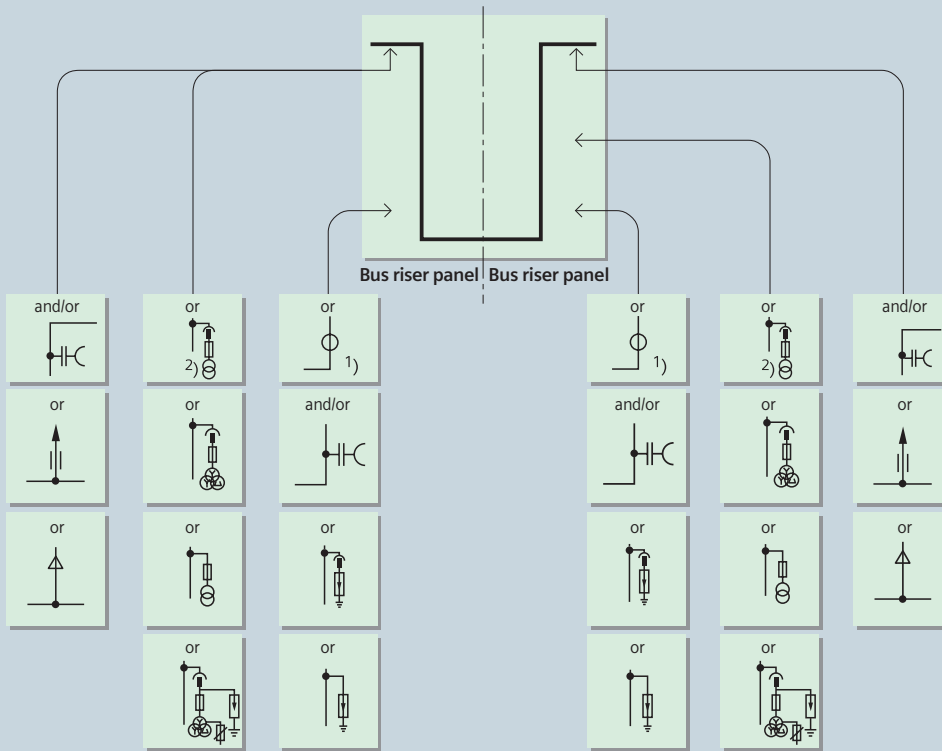 Bus riser panel Bus riser panel
and/or or or or or and/or
2) 1) 1) 2)
or or and/or and/or or or
or or or or or or
or or or or